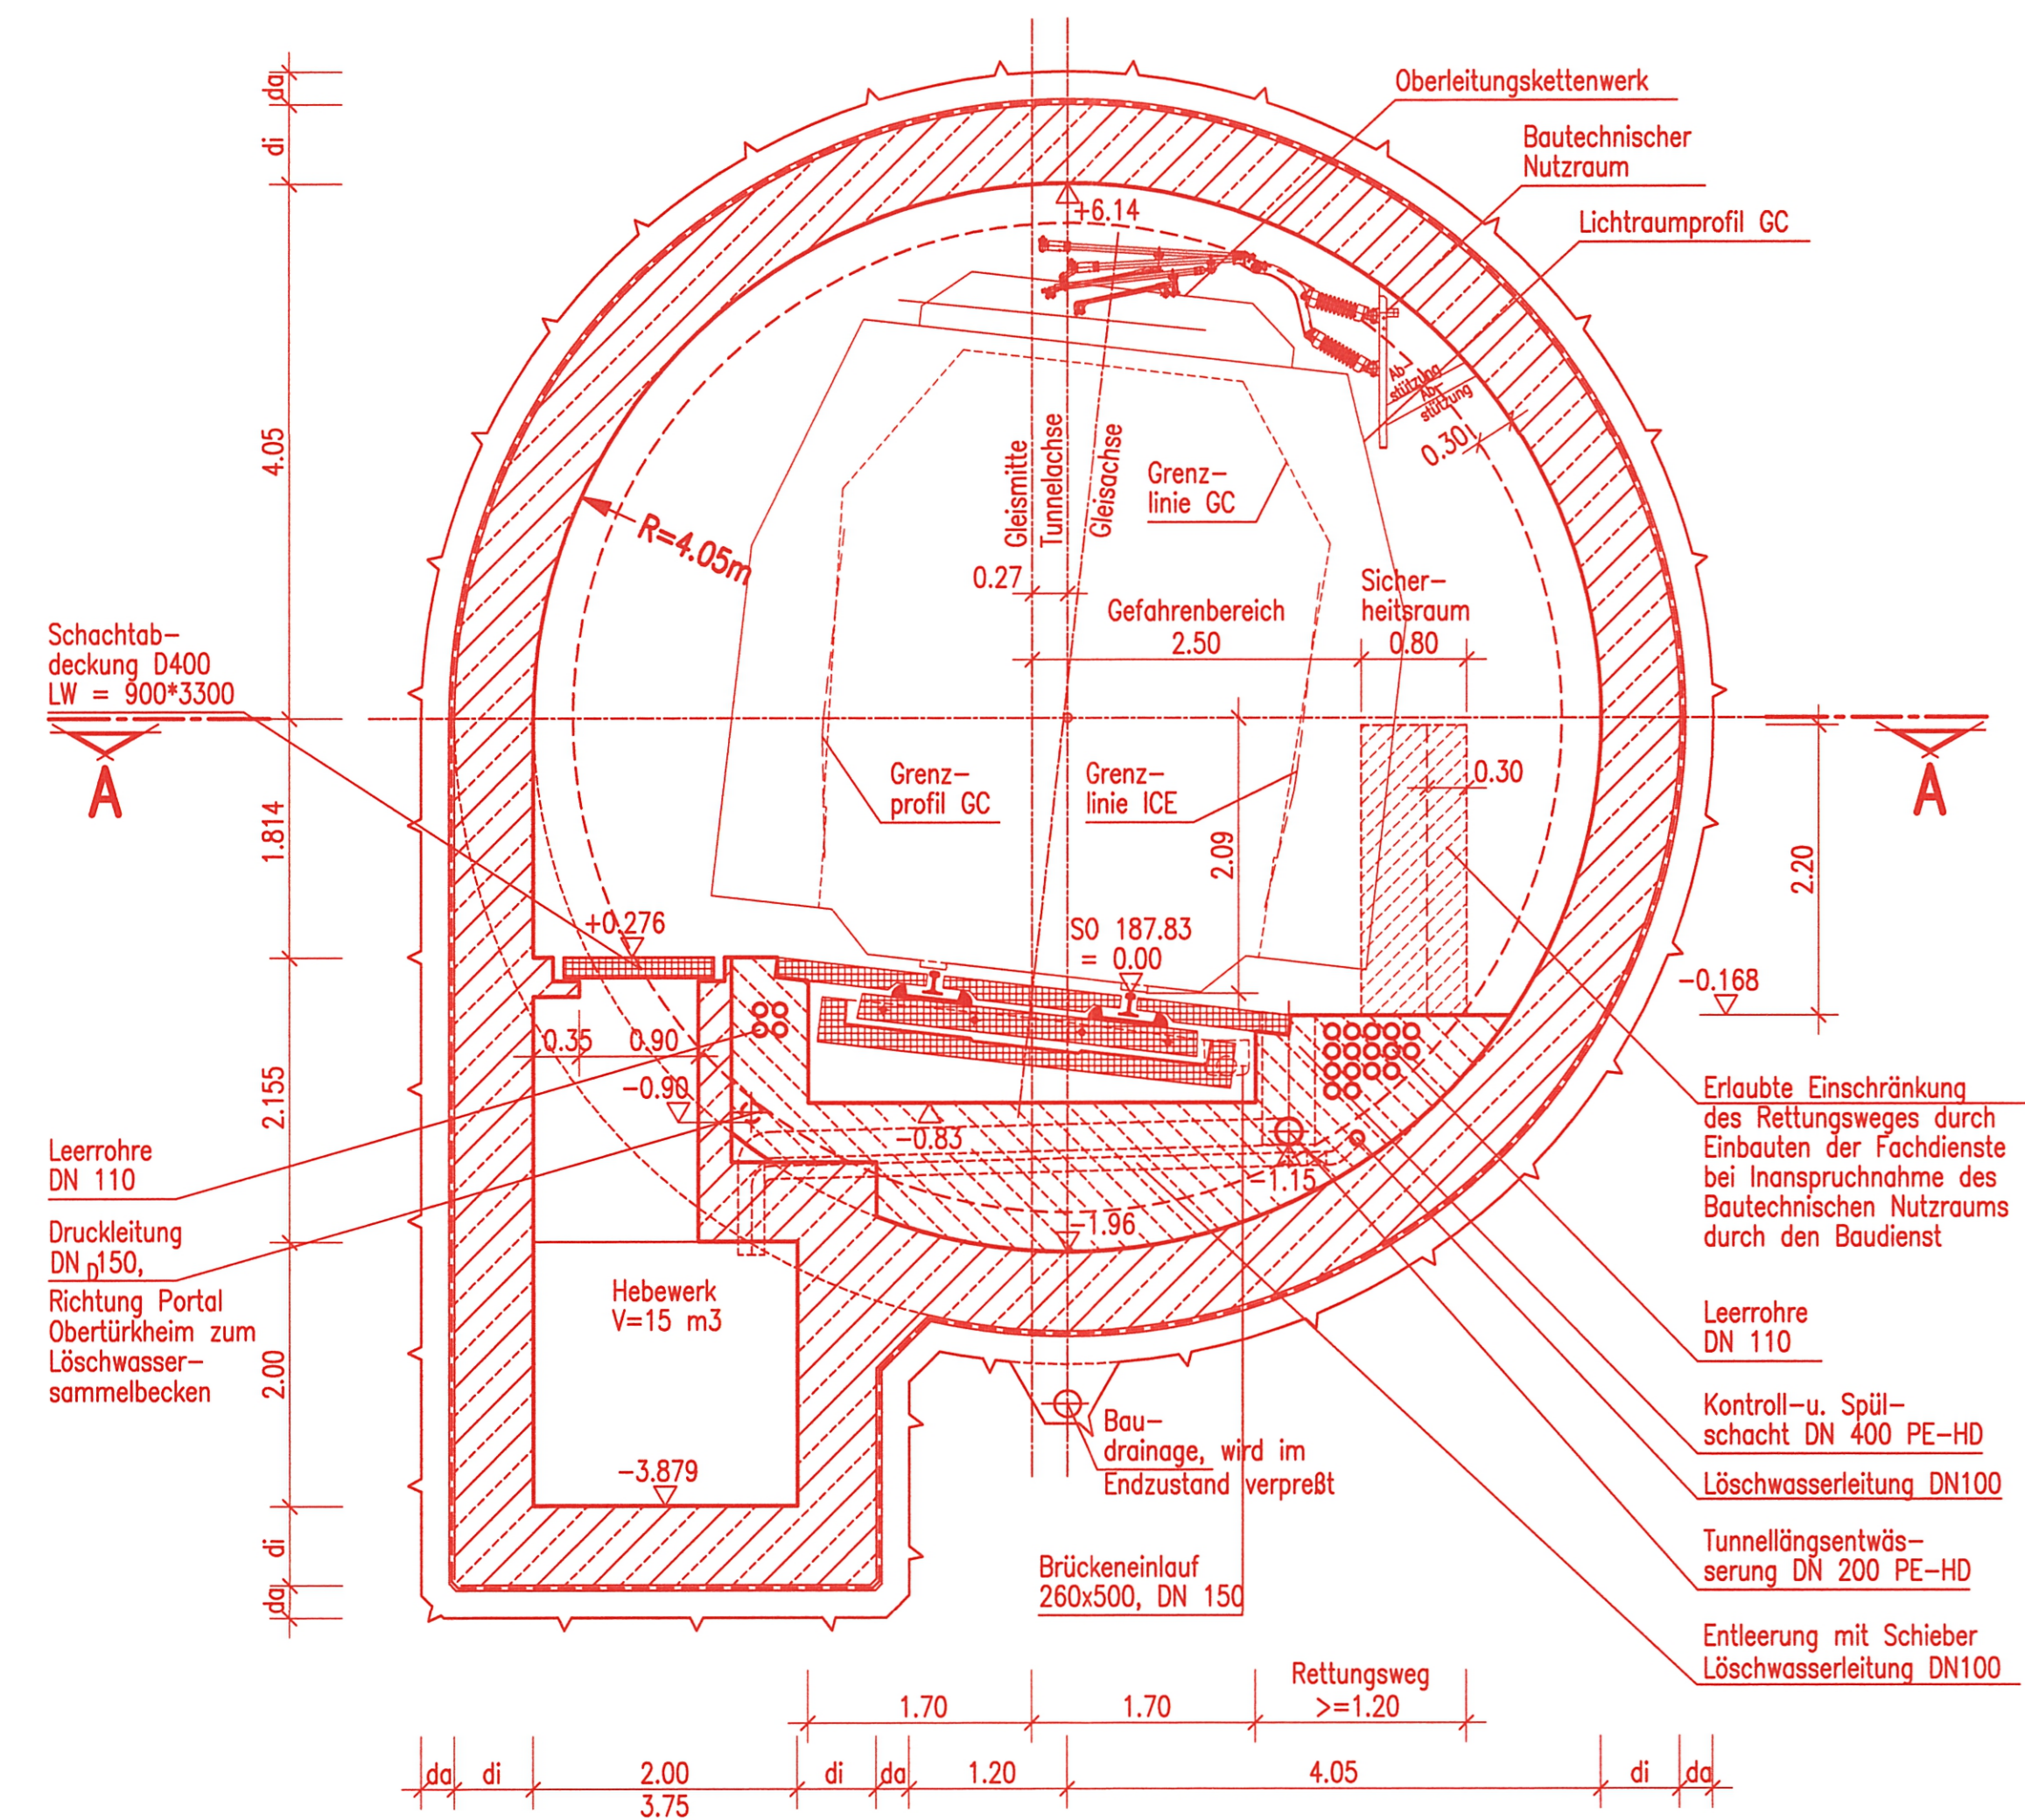 da
di
4.05
1.814
2.155
2.00
di
da
Oberleitungskettenwerk
Bautechnischer
Nutzraum
Lichtraumprofil GC
+6.14
Ab-
stützung
Ab-
stützung
0.30
R=4.05m
Gleismitte
Tunnelachse
Gleisachse
Grenz-
linie GC
0.27
Gefahrenbereich
2.50
Sicher-
heitsraum
0.80
Schachtab-
deckung D400
LW = 900*3300
A
A
Grenz-
profil GC
Grenz-
linie ICE
0.30
2.09
2.20
+0.276
SO 187.83
= 0.00
-0.168
0.35
0.90
-0.90
-0.83
-1.15
-1.96
Leerrohre
DN 110
Druckleitung
DN D150,
Richtung Portal
Obertürkheim zum
Löschwasser-
sammelbecken
Hebewerk
V=15 m3
-3.879
Bau-
drainage, wird im
Endzustand verpreßt
Brückeneinlauf
260x500, DN 150
Erlaubte Einschränkung
des Rettungsweges durch
Einbauten der Fachdienste
bei Inanspruchnahme des
Bautechnischen Nutzraums
durch den Baudienst
Leerrohre
DN 110
Kontroll-u. Spül-
schacht DN 400 PE-HD
Löschwasserleitung DN100
Tunnellängsentwäs-
serung DN 200 PE-HD
Entleerung mit Schieber
Löschwasserleitung DN100
1.70
1.70
Rettungsweg
>=1.20
da
di
2.00
3.75
di
da
1.20
4.05
di
da